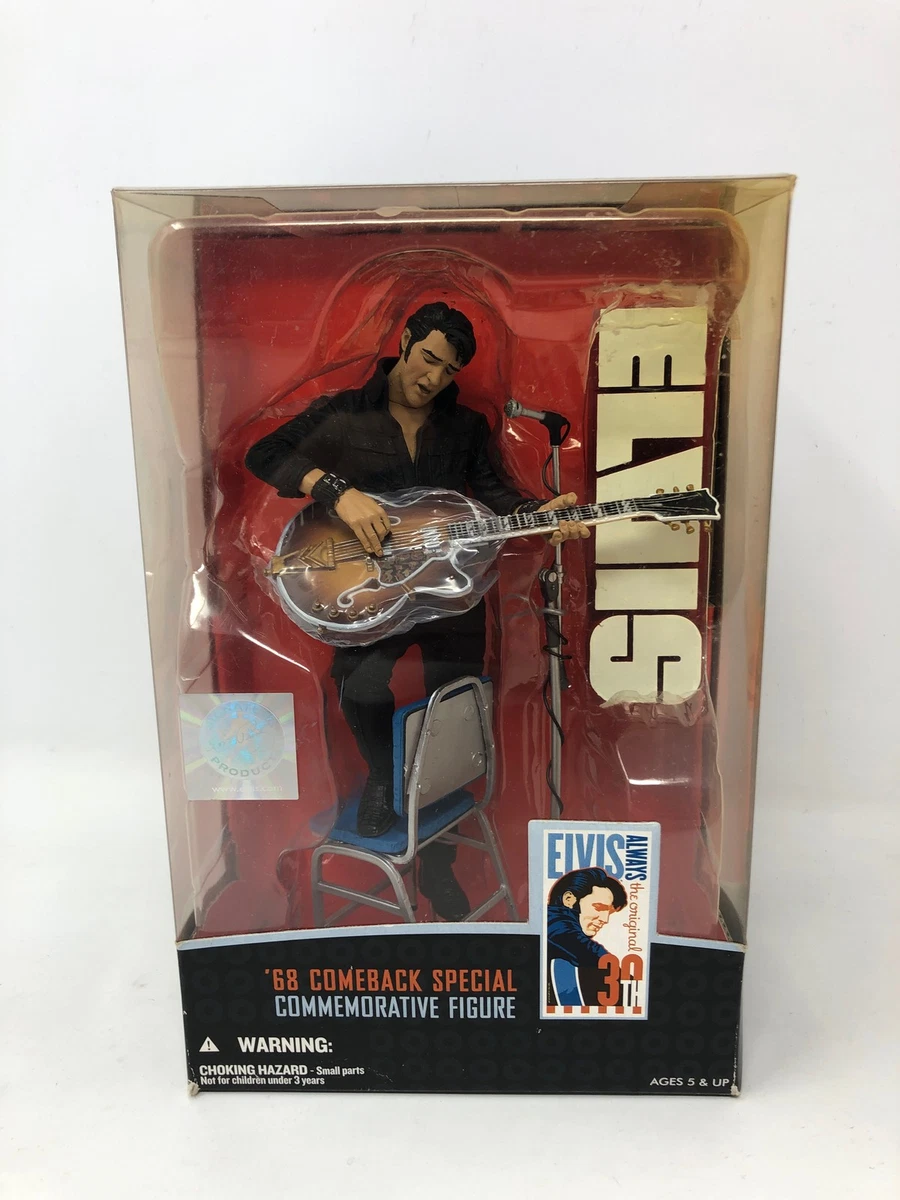 ELVIS
PRODUCT
ELVIS
ALWAYS
the original
30TH
'68 COMEBACK SPECIAL
COMMEMORATIVE FIGURE
WARNING:
CHOKING HAZARD - Small parts
Not for children under 3 years
AGES 5 & UP